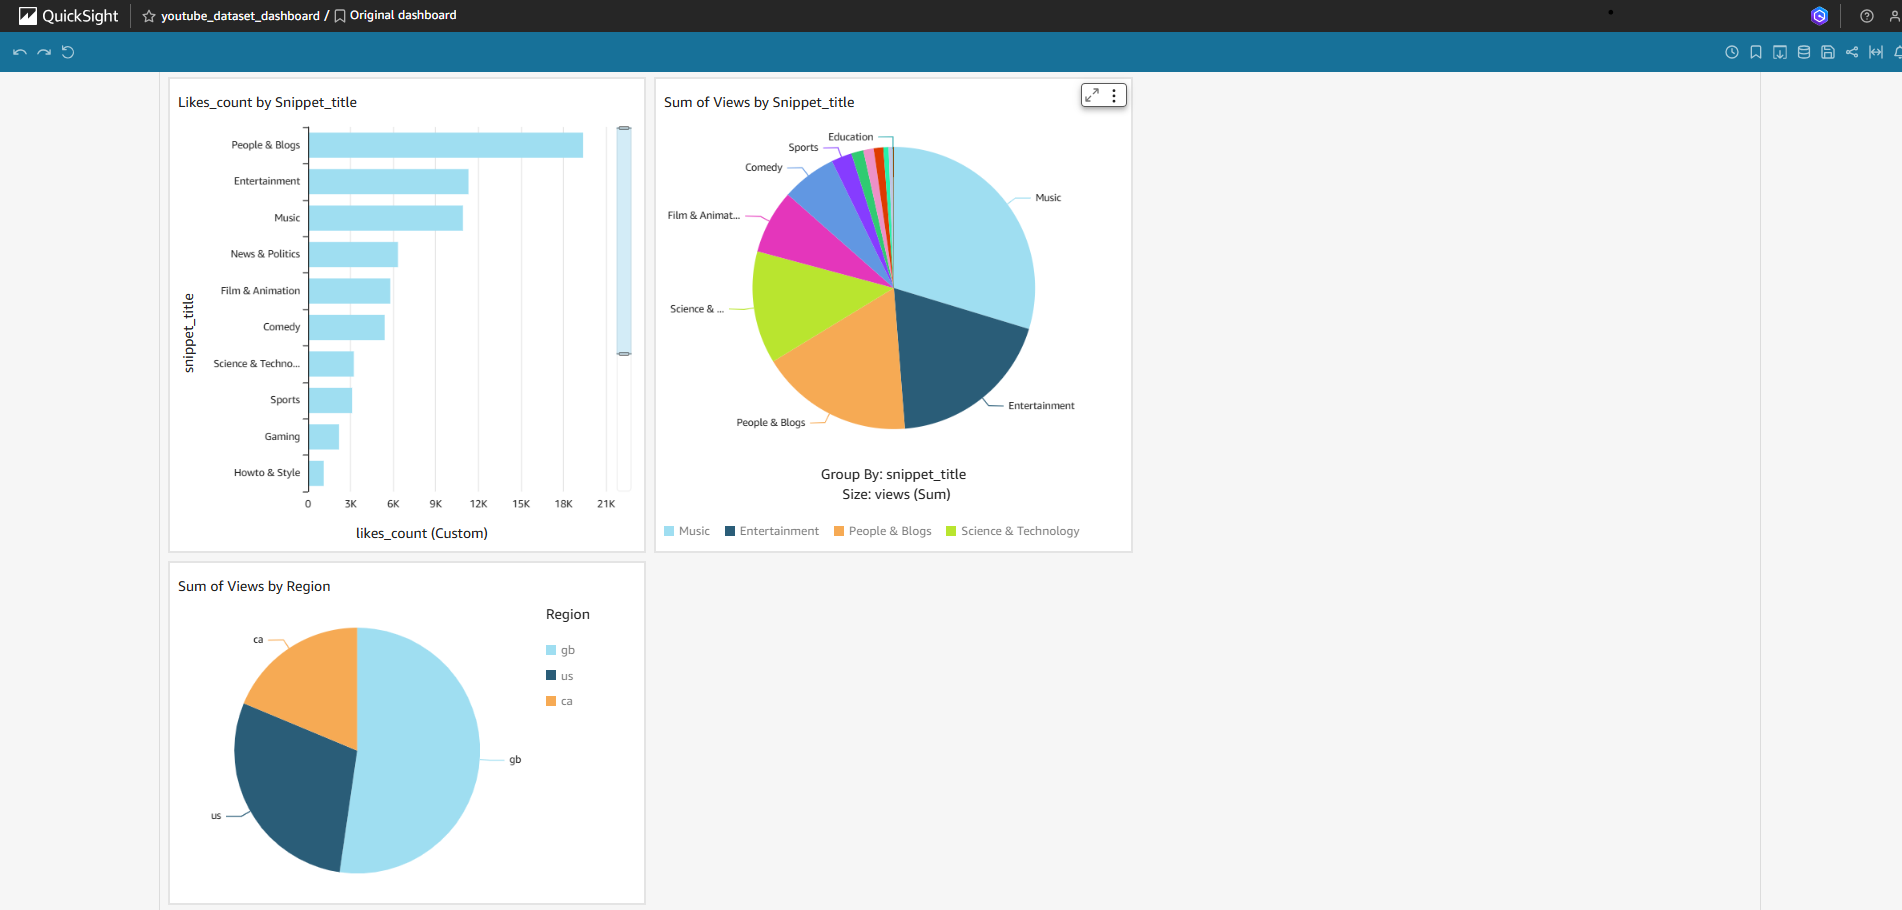 QuickSight youtube_dataset_dashboard / Original dashboard
Likes_count by Snippet_title
snippet_title
People & Blogs
Entertainment
Music
News & Politics
Film & Animation
Comedy
Science & Techno...
Sports
Gaming
Howto & Style
0 3K 6K 9K 12K 15K 18K 21K
likes_count (Custom)
Sum of Views by Snippet_title
Education
Sports
Comedy
Music
Film & Animat...
Science & ...
Entertainment
People & Blogs
Group By: snippet_title
Size: views (Sum)
Music Entertainment People & Blogs Science & Technology
Sum of Views by Region
Region
gb
us
ca
ca
gb
us